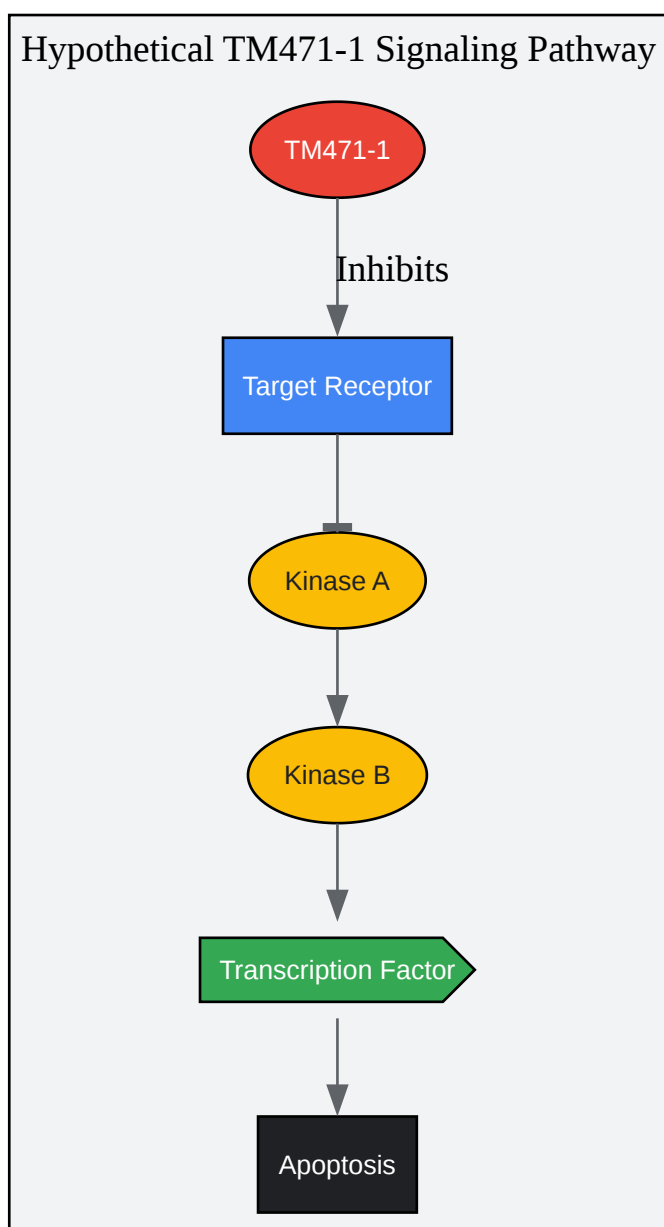 Hypothetical TM471-1 Signaling Pathway
TM471-1
Inhibits
Target Receptor
Kinase A
Kinase B
Transcription Factor
Apoptosis